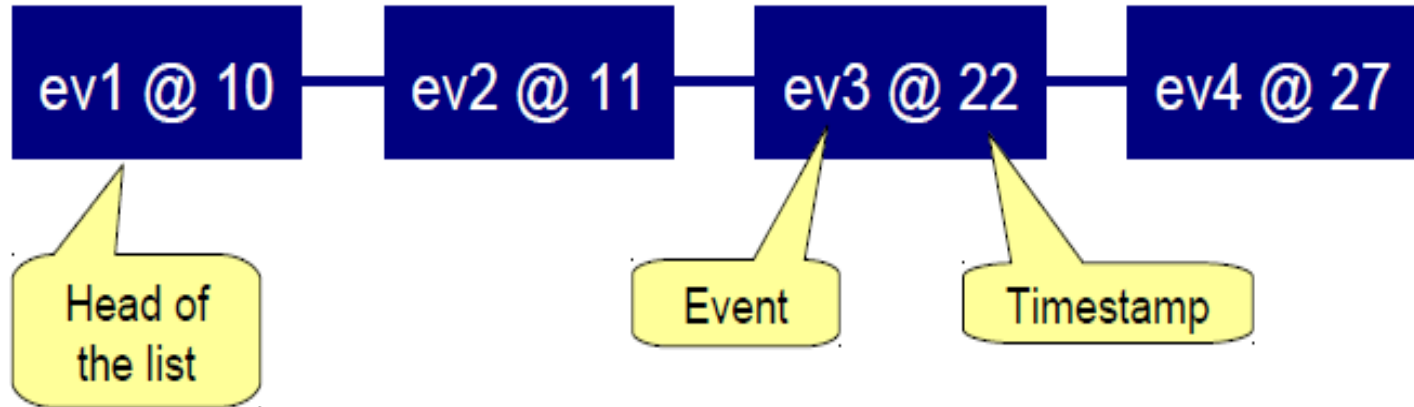 ev1 @ 10
ev2 @ 11
ev3 @ 22
ev4 @ 27
Head of
the list
Event
Timestamp